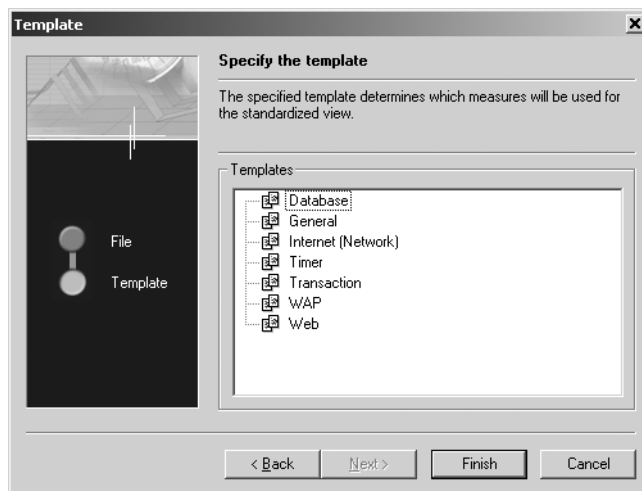 Template
Specify the template
The specified template determines which measures will be used for
the standardized view.
Templates
Database
General
Internet (Network)
Timer
Transaction
WAP
Web
File
Template
< Back
Next >
Finish
Cancel